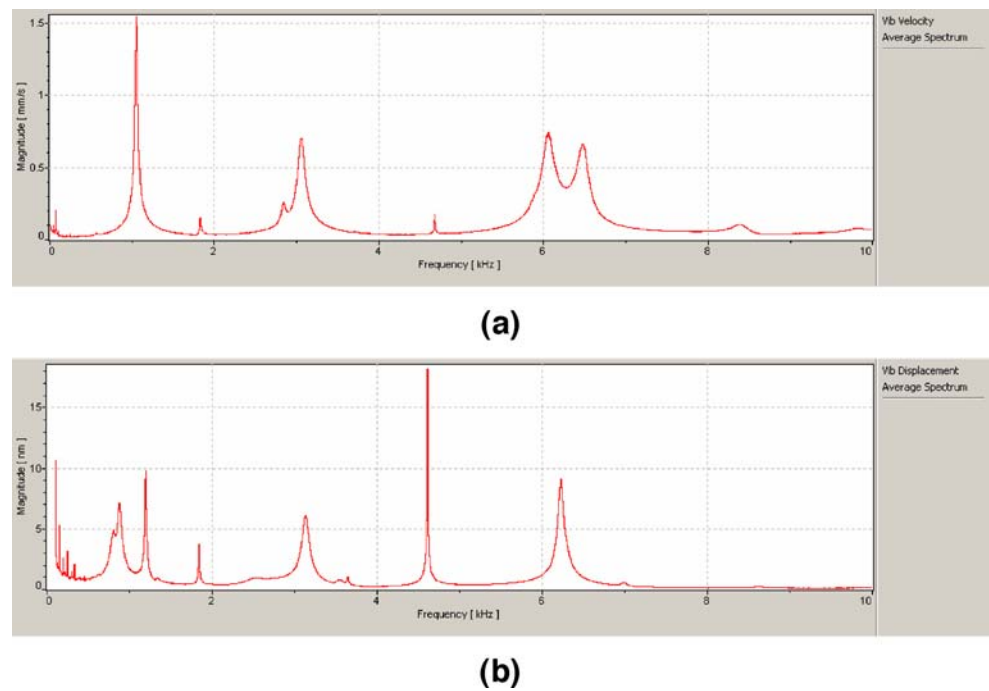 1.5
1
0.5
0
Magnitude [ mm/s ]
0 2 4 6 8 10
Frequency [ kHz ]
Vib Velocity
Average Spectrum
(a)
15
10
5
0
Magnitude [ nm ]
0 2 4 6 8 10
Frequency [ kHz ]
Vib Displacement
Average Spectrum
(b)